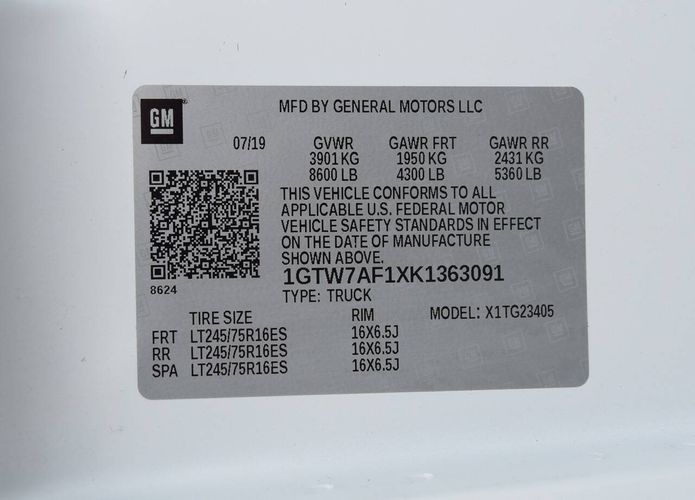 GM
MFD BY GENERAL MOTORS LLC
07/19 GVWR GAWR FRT GAWR RR
3901 KG 1950 KG 2431 KG
8600 LB 4300 LB 5360 LB
THIS VEHICLE CONFORMS TO ALL
APPLICABLE U.S. FEDERAL MOTOR
VEHICLE SAFETY STANDARDS IN EFFECT
ON THE DATE OF MANUFACTURE
SHOWN ABOVE.
1GTW7AF1XK1363091
8624
TYPE: TRUCK
TIRE SIZE RIM MODEL: X1TG23405
FRT LT245/75R16ES 16X6.5J
RR LT245/75R16ES 16X6.5J
SPA LT245/75R16ES 16X6.5J